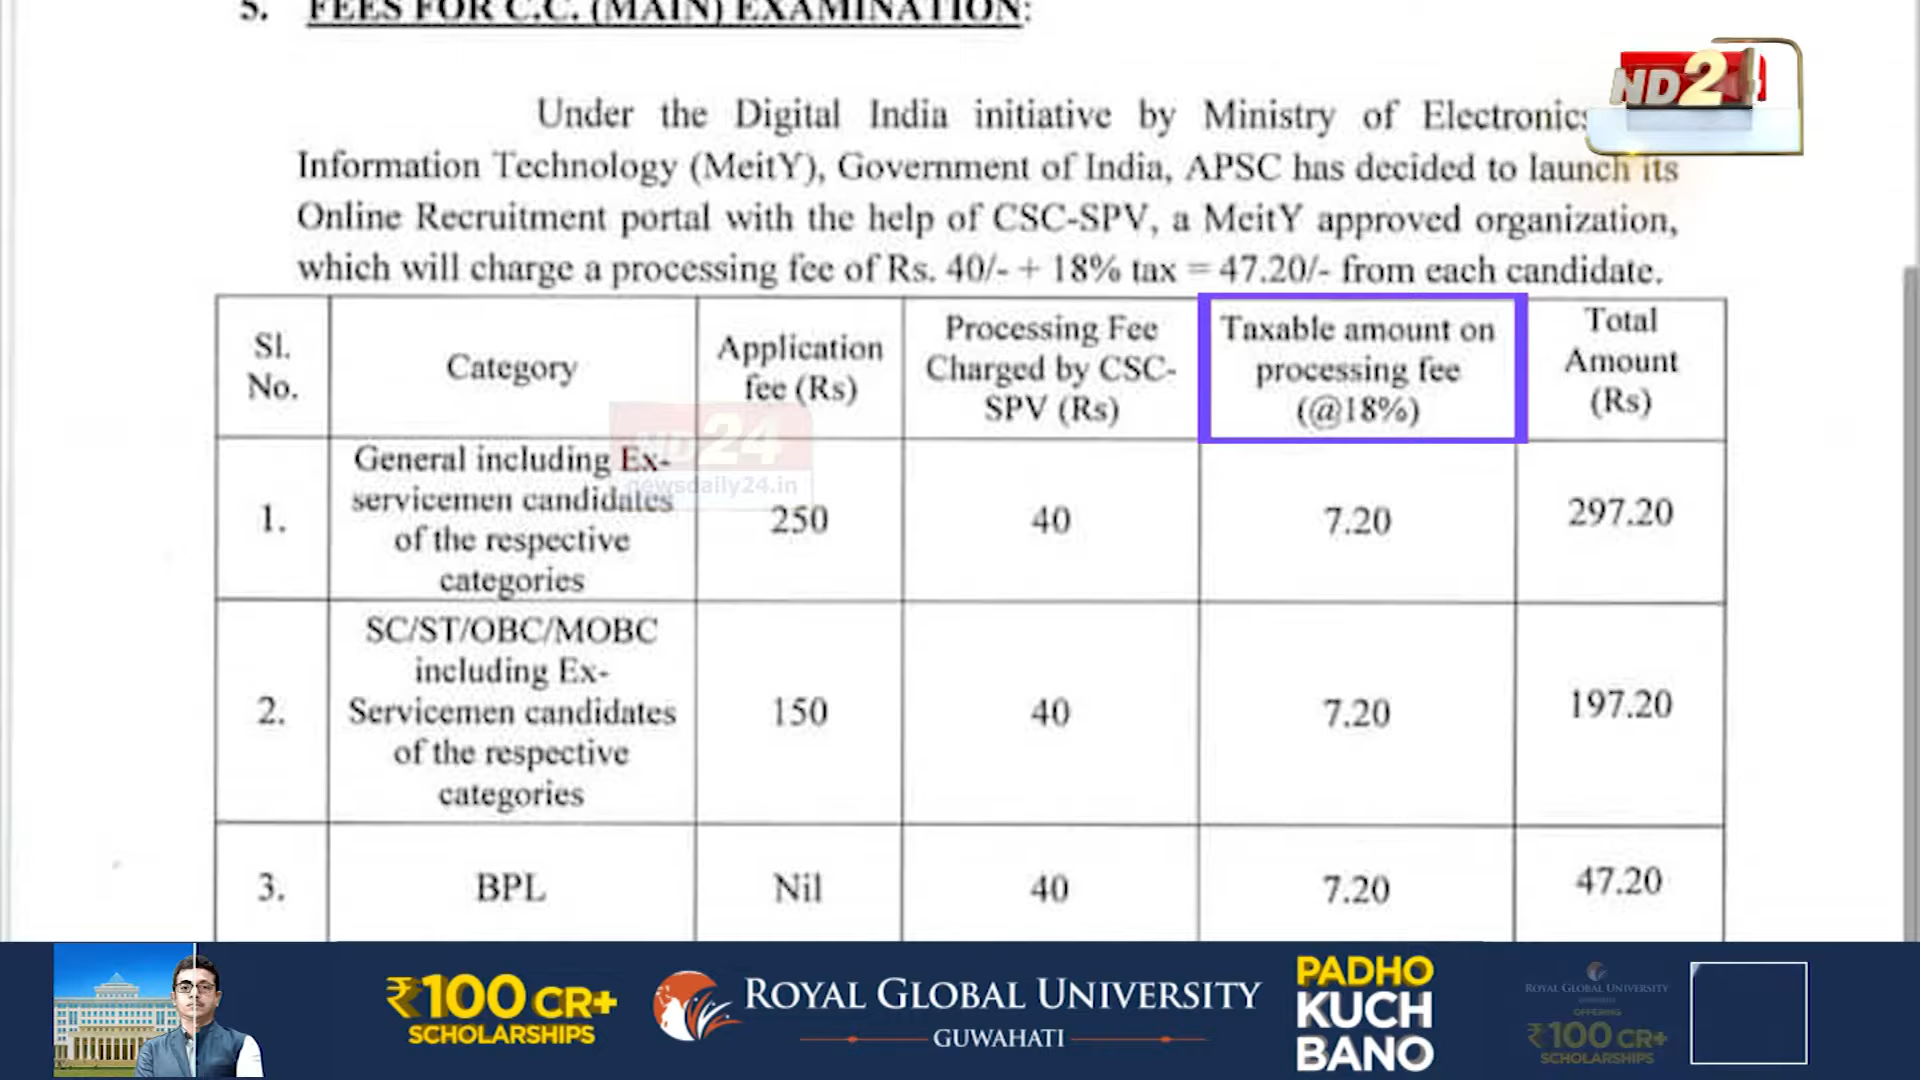 5. FEES FOR C.C. (MAIN) EXAMINATION:
ND24
Under the Digital India initiative by Ministry of Electronics
Information Technology (MeitY), Government of India, APSC has decided to launch its
Online Recruitment portal with the help of CSC-SPV, a MeitY approved organization,
which will charge a processing fee of Rs. 40/- + 18% tax = 47.20/- from each candidate.
Sl. No.
Category
Application fee (Rs)
Processing Fee Charged by CSC-SPV (Rs)
Taxable amount on processing fee (@18%)
Total Amount (Rs)
1.
General including Ex-
servicemen candidates
of the respective
categories
250
40
7.20
297.20
ND24
newsdaily24.in
2.
SC/ST/OBC/MOBC
including Ex-
Servicemen candidates
of the respective
categories
150
40
7.20
197.20
3.
BPL
Nil
40
7.20
47.20
₹100 CR+
SCHOLARSHIPS
ROYAL GLOBAL UNIVERSITY
GUWAHATI
PADHO
KUCH
BANO
ROYAL GLOBAL UNIVERSITY
OFFERING
₹100 CR+
SCHOLARSHIPS